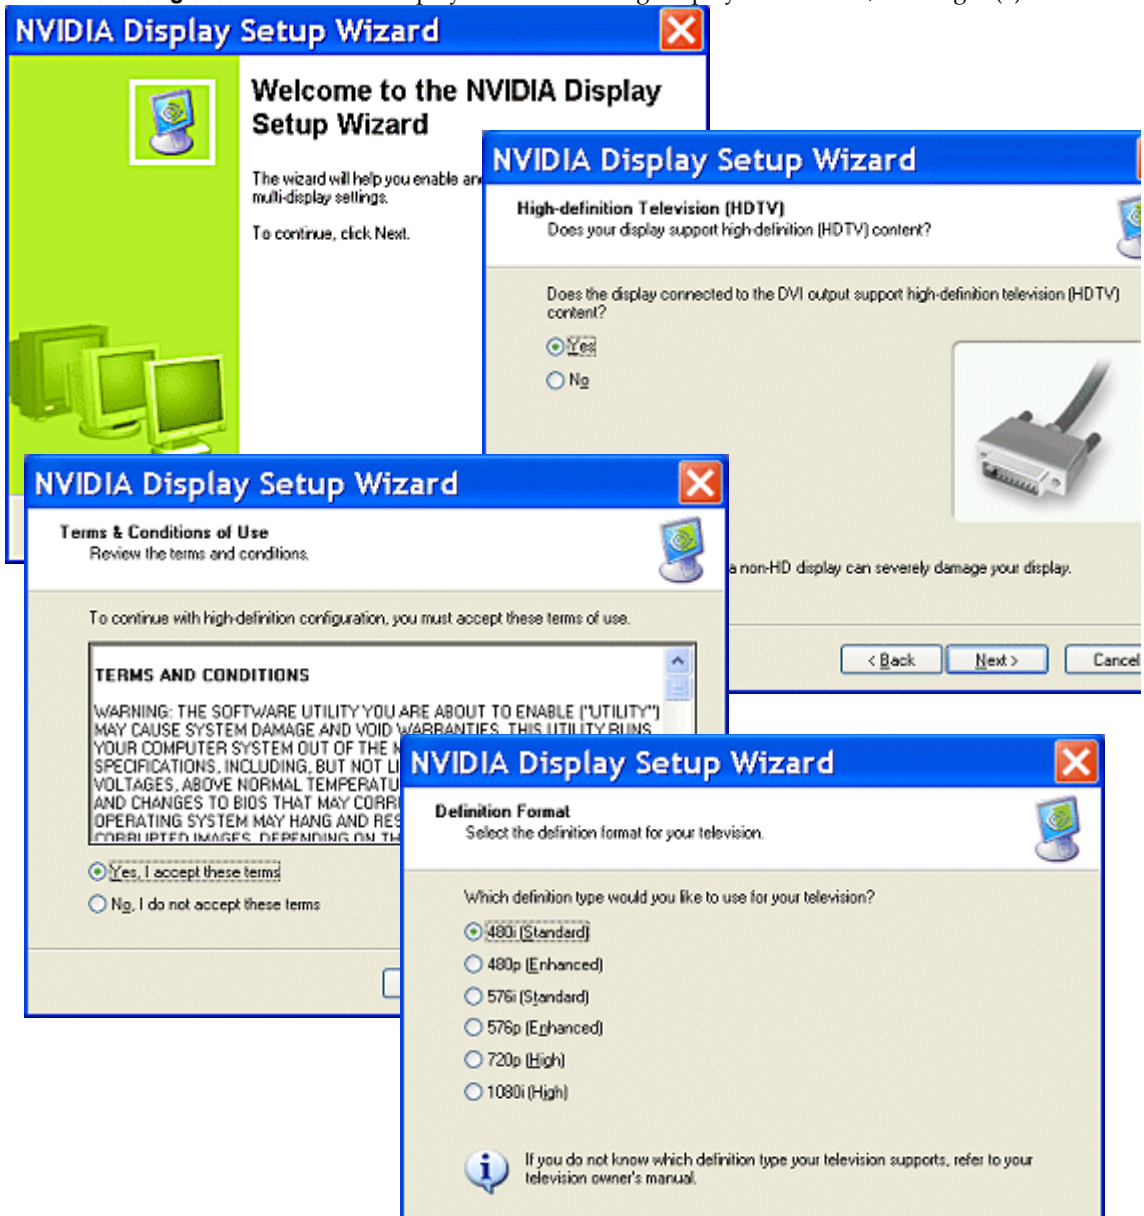 NVIDIA Display Setup Wizard
Welcome to the NVIDIA Display
Setup Wizard
The wizard will help you enable and
multi-display settings.
To continue, click Next.
NVIDIA Display Setup Wizard
High-definition Television (HDTV)
Does your display support high-definition (HDTV) content?
Does the display connected to the DVI output support high-definition television (HDTV)
content?
Yes
No
a non-HD display can severely damage your display.
< Back
Next >
Cancel
NVIDIA Display Setup Wizard
Terms & Conditions of Use
Review the terms and conditions.
To continue with high-definition configuration, you must accept these terms of use.
TERMS AND CONDITIONS
WARNING: THE SOFTWARE UTILITY YOU ARE ABOUT TO ENABLE ("UTILITY")
MAY CAUSE SYSTEM DAMAGE AND VOID WARRANTIES. THIS UTILITY RUNS
YOUR COMPUTER SYSTEM OUT OF THE
SPECIFICATIONS, INCLUDING, BUT NOT
VOLTAGES, ABOVE NORMAL
AND CHANGES TO BIOS THAT MAY
OPERATING SYSTEM MAY HANG AND
CORRUPTED IMAGES. DEPENDING ON
Yes, I accept these terms
No, I do not accept these terms
NVIDIA Display Setup Wizard
Definition Format
Select the definition format for your television.
Which definition type would you like to use for your television?
480i (Standard)
480p (Enhanced)
576i (Standard)
576p (Enhanced)
720p (High)
1080i (High)
If you do not know which definition type your television supports, refer to your
television owner's manual.